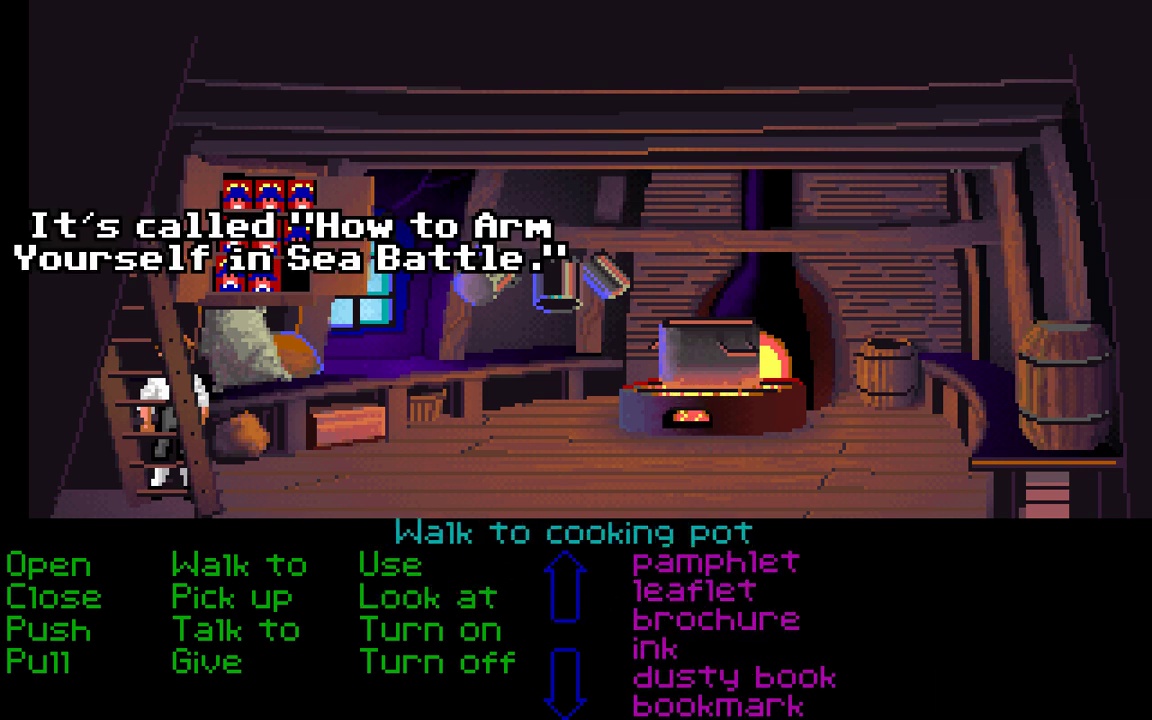 It's called "How to Arm
Yourself in Sea Battle."
Walk to cooking pot
Open Walk to Use
Close Pick up Look at
Push Talk to Turn on
Pull Give Turn off
pamphlet
leaflet
brochure
ink
dusty book
bookmark